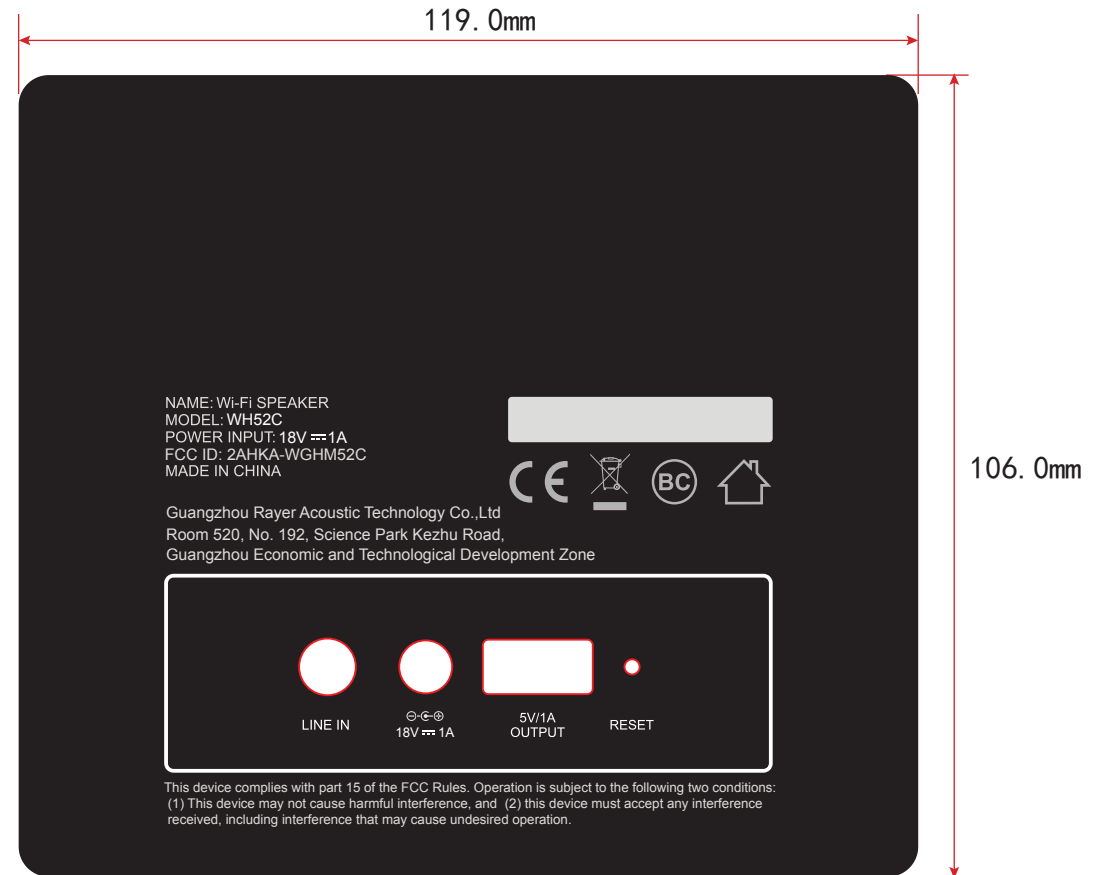 119.0mm
NAME: Wi-Fi SPEAKER
MODEL: WH52C
POWER INPUT: 18V ⎓ 1A
FCC ID: 2AHKA-WGHM52C
MADE IN CHINA
CE
BC
106.0mm
Guangzhou Rayer Acoustic Technology Co.,Ltd
Room 520, No. 192, Science Park Kezhu Road,
Guangzhou Economic and Technological Development Zone
LINE IN
18V ⎓ 1A
5V/1A
OUTPUT
RESET
This device complies with part 15 of the FCC Rules. Operation is subject to the following two conditions:
(1) This device may not cause harmful interference, and (2) this device must accept any interference
received, including interference that may cause undesired operation.